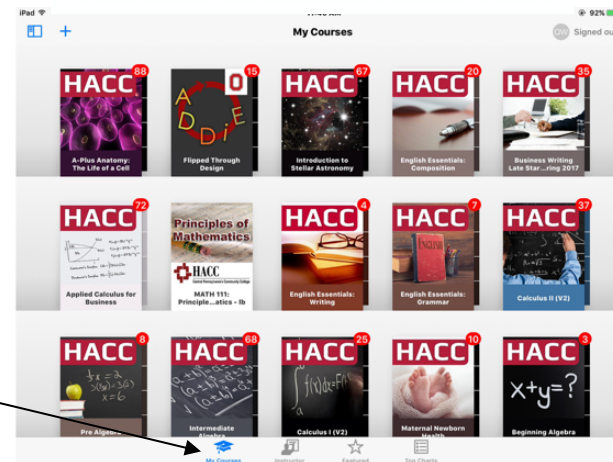 iPad
92%
My Courses
QW Signed ou
HACC 88
15
HACC 67
HACC 20
HACC 35
ADDIE
O
A-Plus Anatomy:
The Life of a Cell
Flipped Through
Design
Introduction to
Stellar Astronomy
English Essentials:
Composition
Business Writing
Late Star...ring 2017
HACC 72
Principles of
Mathematics
HACC
HACC 4
HACC 7
HACC 37
ENGLISH
Applied Calculus for
Business
MATH 111:
Principle...atics - lb
English Essentials:
Writing
English Essentials:
Grammar
Calculus II (V2)
HACC 8
HACC 68
HACC 25
HACC 10
HACC 3
x=6
x+y=?
Pre Algebra
Intermediate
Algebra
Calculus I (V2)
Maternal Newborn
Health
Beginning Algebra
My Courses
Instructor
Featured
Top Charts